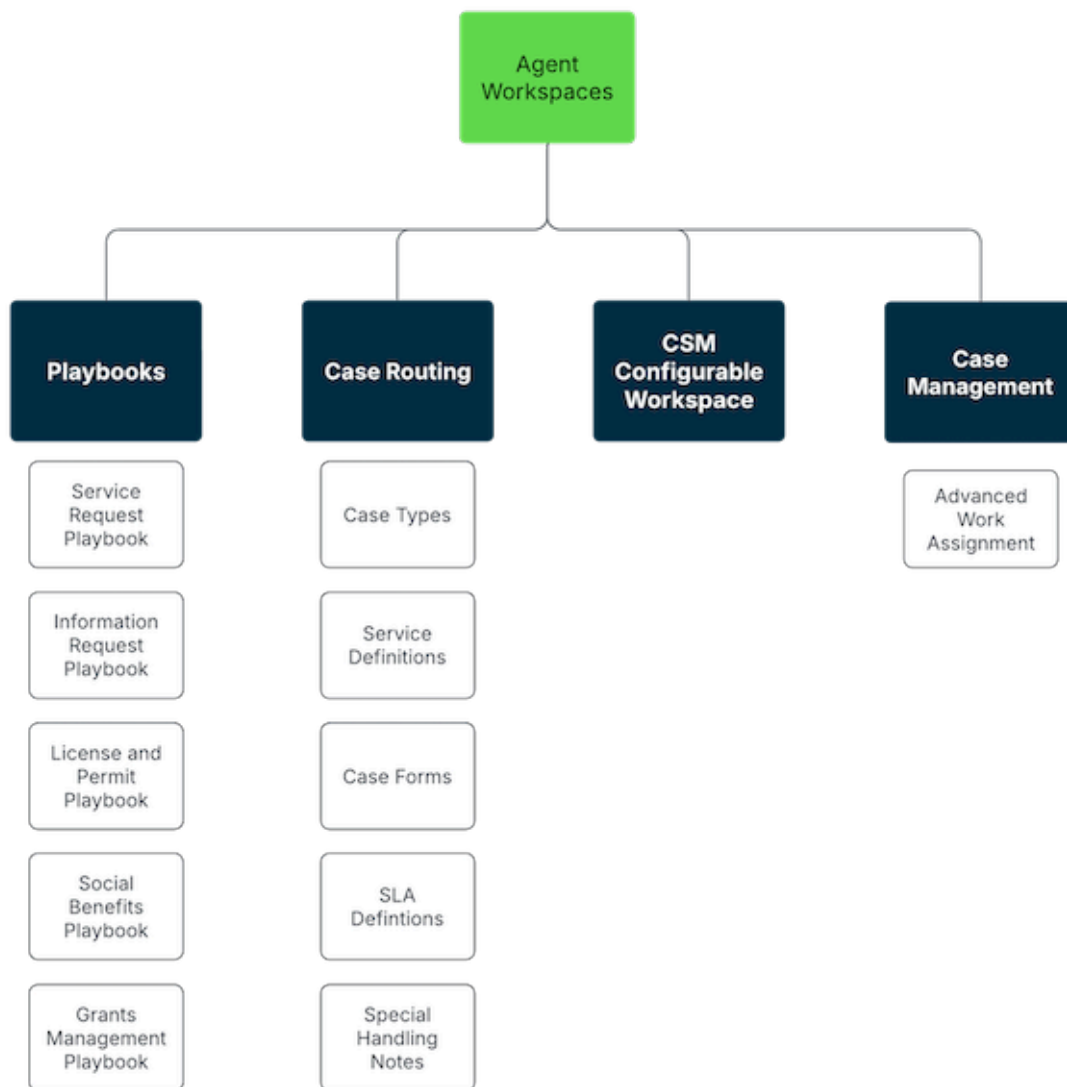 Agent
Workspaces
Playbooks
Case Routing
CSM
Configurable
Workspace
Case
Management
Service
Request
Playbook
Case Types
Advanced
Work
Assignment
Information
Request
Playbook
Service
Definitions
License and
Permit
Playbook
Case Forms
Social
Benefits
Playbook
SLA
Defintions
Grants
Management
Playbook
Special
Handling
Notes